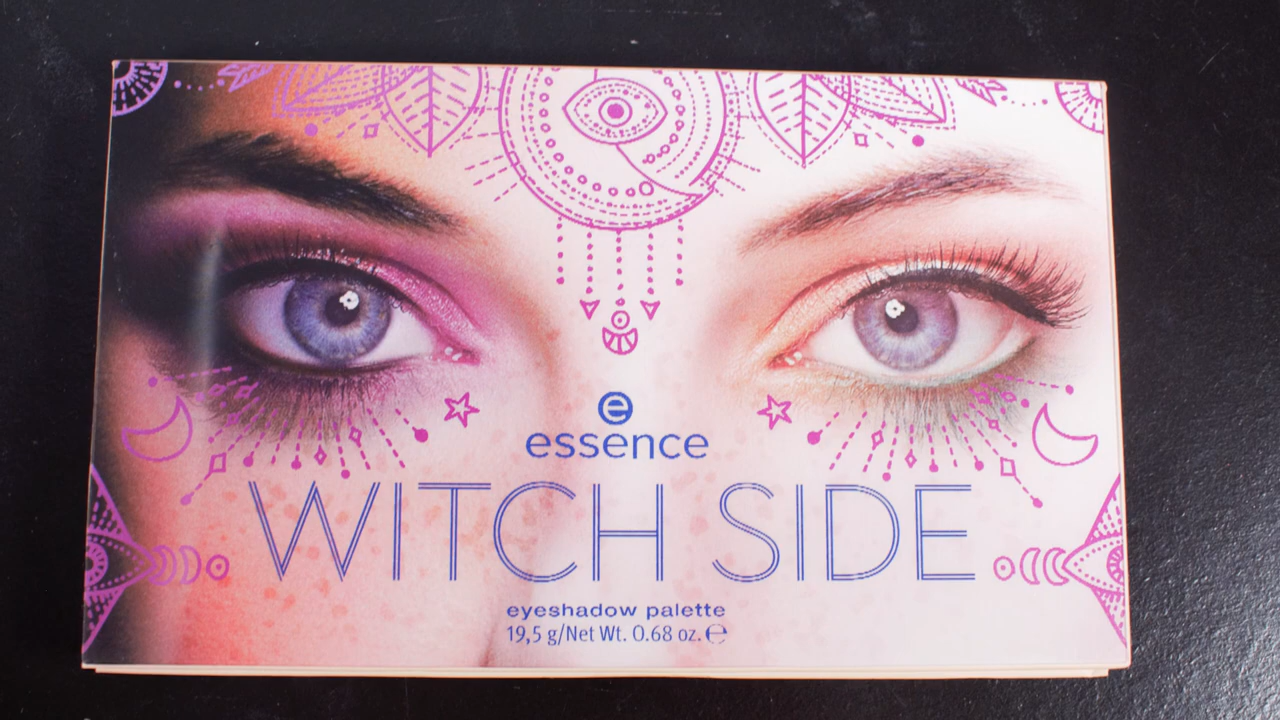 e
essence
WITCH SIDE
eyeshadow palette
19,5 g/Net Wt. 0.68 oz. ℮